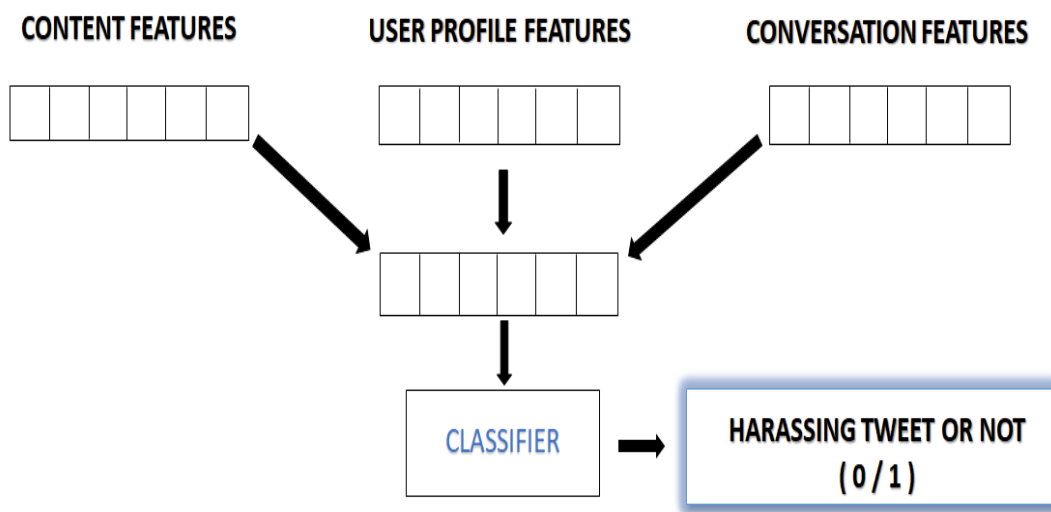 CONTENT FEATURES
USER PROFILE FEATURES
CONVERSATION FEATURES
CLASSIFIER
HARASSING TWEET OR NOT
( 0 / 1 )